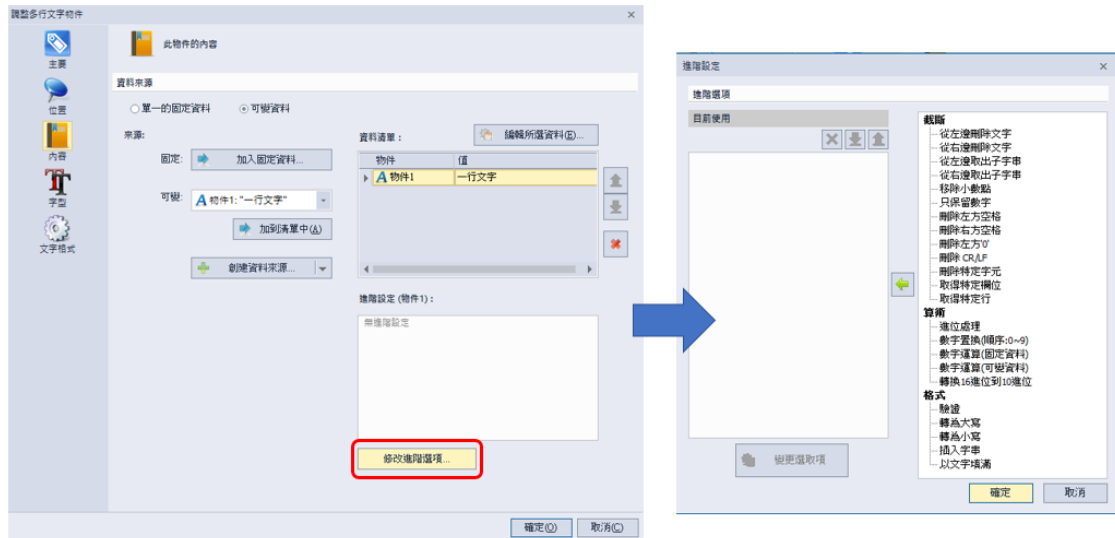 調整多行文字物件
主要
位置
內容
字型
文字格式
此物件的內容
資料來源
單一的固定資料
可變資料
來源:
固定:
加入固定資料...
可變:
A 物件1: "一行文字"
加到清單中(A)
創建資料來源...
資料清單：
編輯所選資料(E)...
物件 值
A 物件1 一行文字
進階設定 (物件1)：
無進階設定
修改進階選項...
確定(O)
取消(C)
進階設定
進階選項
目前使用
變更選取項
截斷
從左邊刪除文字
從右邊刪除文字
從左邊取出子字串
從右邊取出子字串
移除小數點
只保留數字
刪除左方空格
刪除右方空格
刪除左方'0'
刪除 CR/LF
刪除特定字元
取得特定欄位
取得特定行
算術
進位處理
數字置換(順序:0~9)
數字運算(固定資料)
數字運算(可變資料)
轉換16進位到10進位
格式
驗證
轉為大寫
轉為小寫
插入字串
以文字填滿
確定
取消